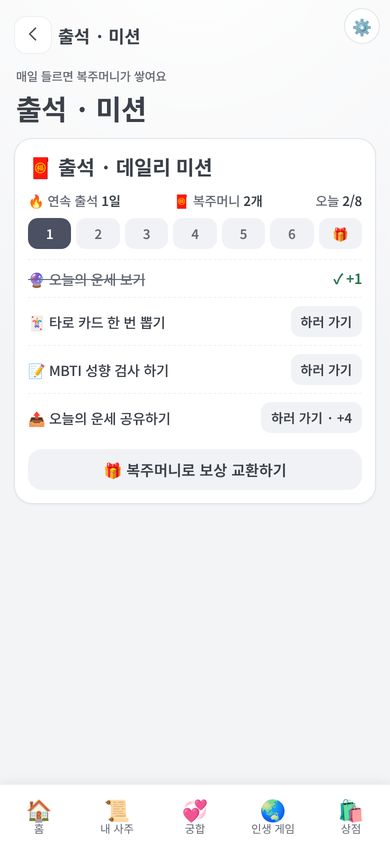 출석 · 미션
매일 들르면 복주머니가 쌓여요
출석 · 미션
출석 · 데일리 미션
연속 출석 1일 복주머니 2개 오늘 2/8
1 2 3 4 5 6
오늘의 운세 보기 ✓ +1
타로 카드 한 번 뽑기 하러 가기
MBTI 성향 검사 하기 하러 가기
오늘의 운세 공유하기 하러 가기 · +4
복주머니로 보상 교환하기
홈 내 사주 궁합 인생 게임 상점